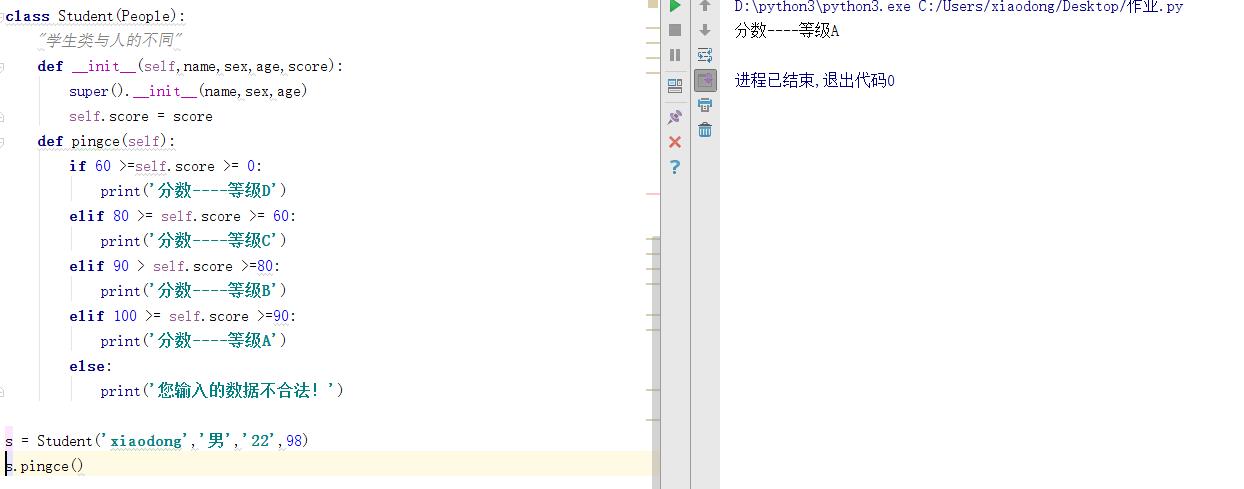 class Student(People):
"学生类与人的不同"
def __init__(self,name,sex,age,score):
super().__init__(name,sex,age)
self.score = score
def pingce(self):
if 60 >=self.score >= 0:
print('分数----等级D')
elif 80 >= self.score >= 60:
print('分数----等级C')
elif 90 > self.score >=80:
print('分数----等级B')
elif 100 >= self.score >=90:
print('分数----等级A')
else:
print('您输入的数据不合法！')
s = Student('xiaodong','男','22',98)
s.pingce()
D:\python3\python3.exe C:/Users/xiaodong/Desktop/作业.py
分数----等级A
进程已结束,退出代码0